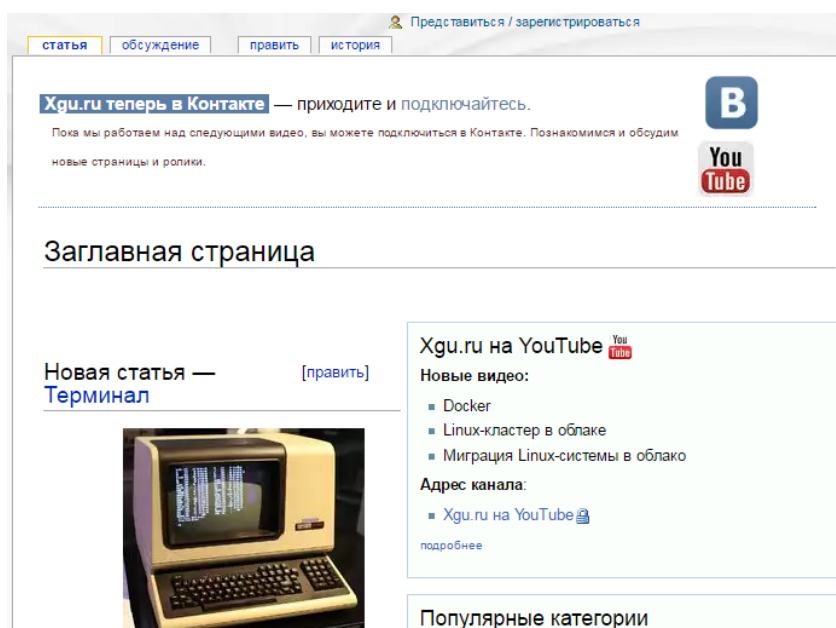 Представиться / зарегистрироваться
статья обсуждение править история
Xgu.ru теперь в Контакте — приходите и подключайтесь.
Пока мы работаем над следующими видео, вы можете подключиться в Контакте. Познакомимся и обсудим
новые страницы и ролики.
B
You
Tube
Заглавная страница
Новая статья — [править]
Терминал
Xgu.ru на YouTube You Tube
Новые видео:
Docker
Linux-кластер в облаке
Миграция Linux-системы в облако
Адрес канала:
Xgu.ru на YouTube
подробнее
Популярные категории